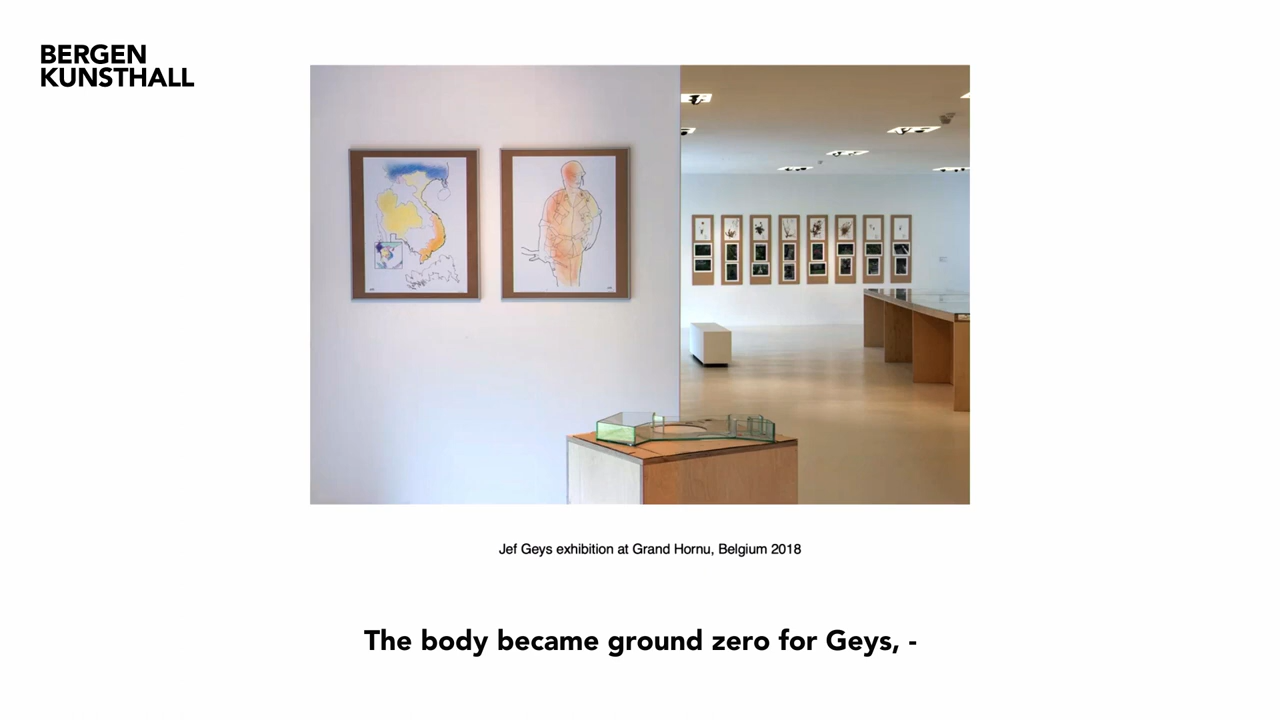 BERGEN
KUNSTHALL
Jef Geys exhibition at Grand Hornu, Belgium 2018
The body became ground zero for Geys, -